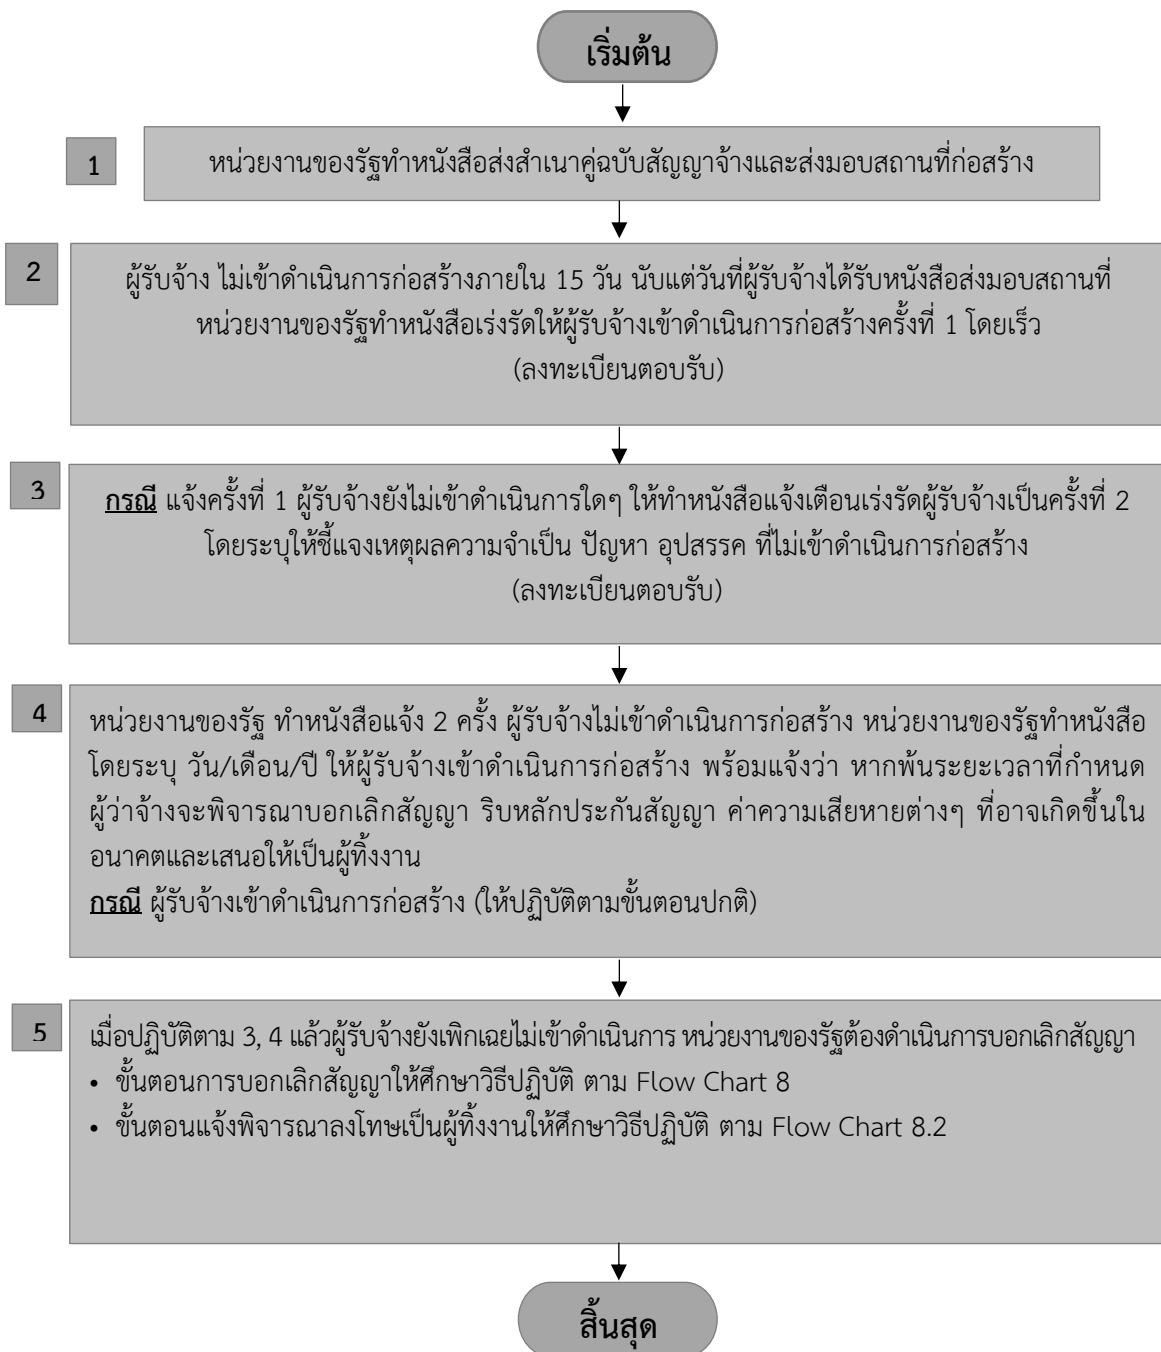 เริ่มต้น
1
หน่วยงานของรัฐทำหนังสือส่งสำเนาคู่ฉบับสัญญาจ้างและส่งมอบสถานที่ก่อสร้าง
2
ผู้รับจ้าง ไม่เข้าดำเนินการก่อสร้างภายใน 15 วัน นับแต่วันที่ผู้รับจ้างได้รับหนังสือส่งมอบสถานที่
หน่วยงานของรัฐทำหนังสือเร่งรัดให้ผู้รับจ้างเข้าดำเนินการก่อสร้างครั้งที่ 1 โดยเร็ว
(ลงทะเบียนตอบรับ)
3
กรณี แจ้งครั้งที่ 1 ผู้รับจ้างยังไม่เข้าดำเนินการใดๆ ให้ทำหนังสือแจ้งเตือนเร่งรัดผู้รับจ้างเป็นครั้งที่ 2
โดยระบุให้ชี้แจงเหตุผลความจำเป็น ปัญหา อุปสรรค ที่ไม่เข้าดำเนินการก่อสร้าง
(ลงทะเบียนตอบรับ)
4
หน่วยงานของรัฐ ทำหนังสือแจ้ง 2 ครั้ง ผู้รับจ้างไม่เข้าดำเนินการก่อสร้าง หน่วยงานของรัฐทำหนังสือ
โดยระบุ วัน/เดือน/ปี ให้ผู้รับจ้างเข้าดำเนินการก่อสร้าง พร้อมแจ้งว่า หากพ้นระยะเวลาที่กำหนด
ผู้ว่าจ้างจะพิจารณาบอกเลิกสัญญา ริบหลักประกันสัญญา ค่าความเสียหายต่างๆ ที่อาจเกิดขึ้นใน
อนาคตและเสนอให้เป็นผู้ทิ้งงาน
กรณี ผู้รับจ้างเข้าดำเนินการก่อสร้าง (ให้ปฏิบัติตามขั้นตอนปกติ)
5
เมื่อปฏิบัติตาม 3, 4 แล้วผู้รับจ้างยังเพิกเฉยไม่เข้าดำเนินการ หน่วยงานของรัฐต้องดำเนินการบอกเลิกสัญญา
• ขั้นตอนการบอกเลิกสัญญาให้ศึกษาวิธีปฏิบัติ ตาม Flow Chart 8
• ขั้นตอนแจ้งพิจารณาลงโทษเป็นผู้ทิ้งงานให้ศึกษาวิธีปฏิบัติ ตาม Flow Chart 8.2
สิ้นสุด